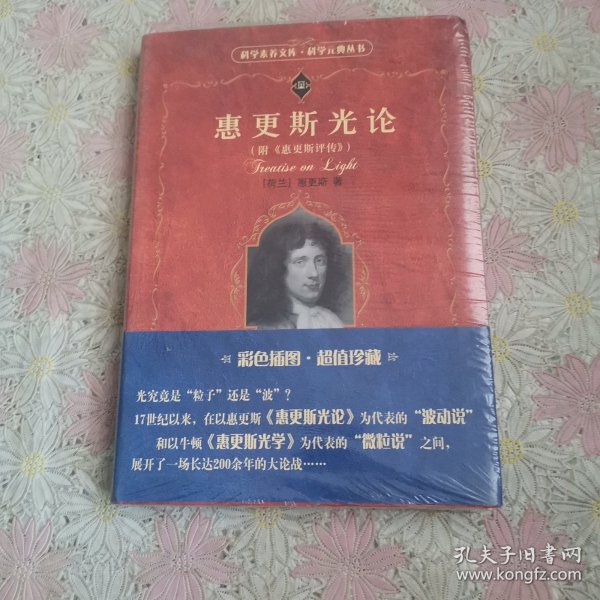 科学素养文库·科学元典丛书
惠更斯光论
(附《惠更斯评传》)
Treatise on Light
[荷兰] 惠更斯 著
彩色插图·超值珍藏
光究竟是“粒子”还是“波”?
17世纪以来，在以惠更斯《惠更斯光论》为代表的“波动说”
和以牛顿《惠更斯光学》为代表的“微粒说”之间，
展开了一场长达200余年的大论战……
孔夫子旧书网
www.kongfz.com